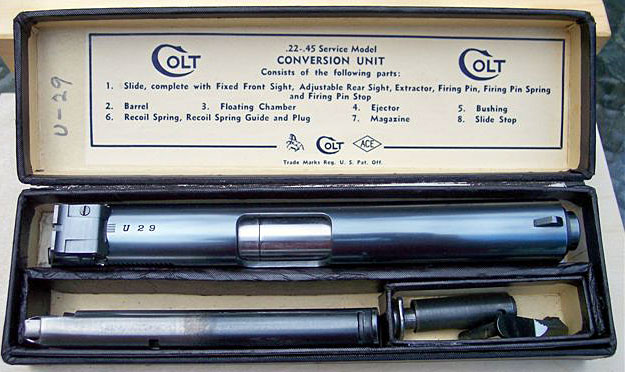 COLT
.22-.45 Service Model
CONVERSION UNIT
COLT
Consists of the following parts:
1. Slide, complete with Fixed Front Sight, Adjustable Rear Sight, Extractor, Firing Pin, Firing Pin Spring
and Firing Pin Stop
2. Barrel 3. Floating Chamber 4. Ejector 5. Bushing
6. Recoil Spring, Recoil Spring Guide and Plug 7. Magazine 8. Slide Stop
COLT ACE
Trade Marks Reg. U. S. Pat. Off.
U-29
U 29